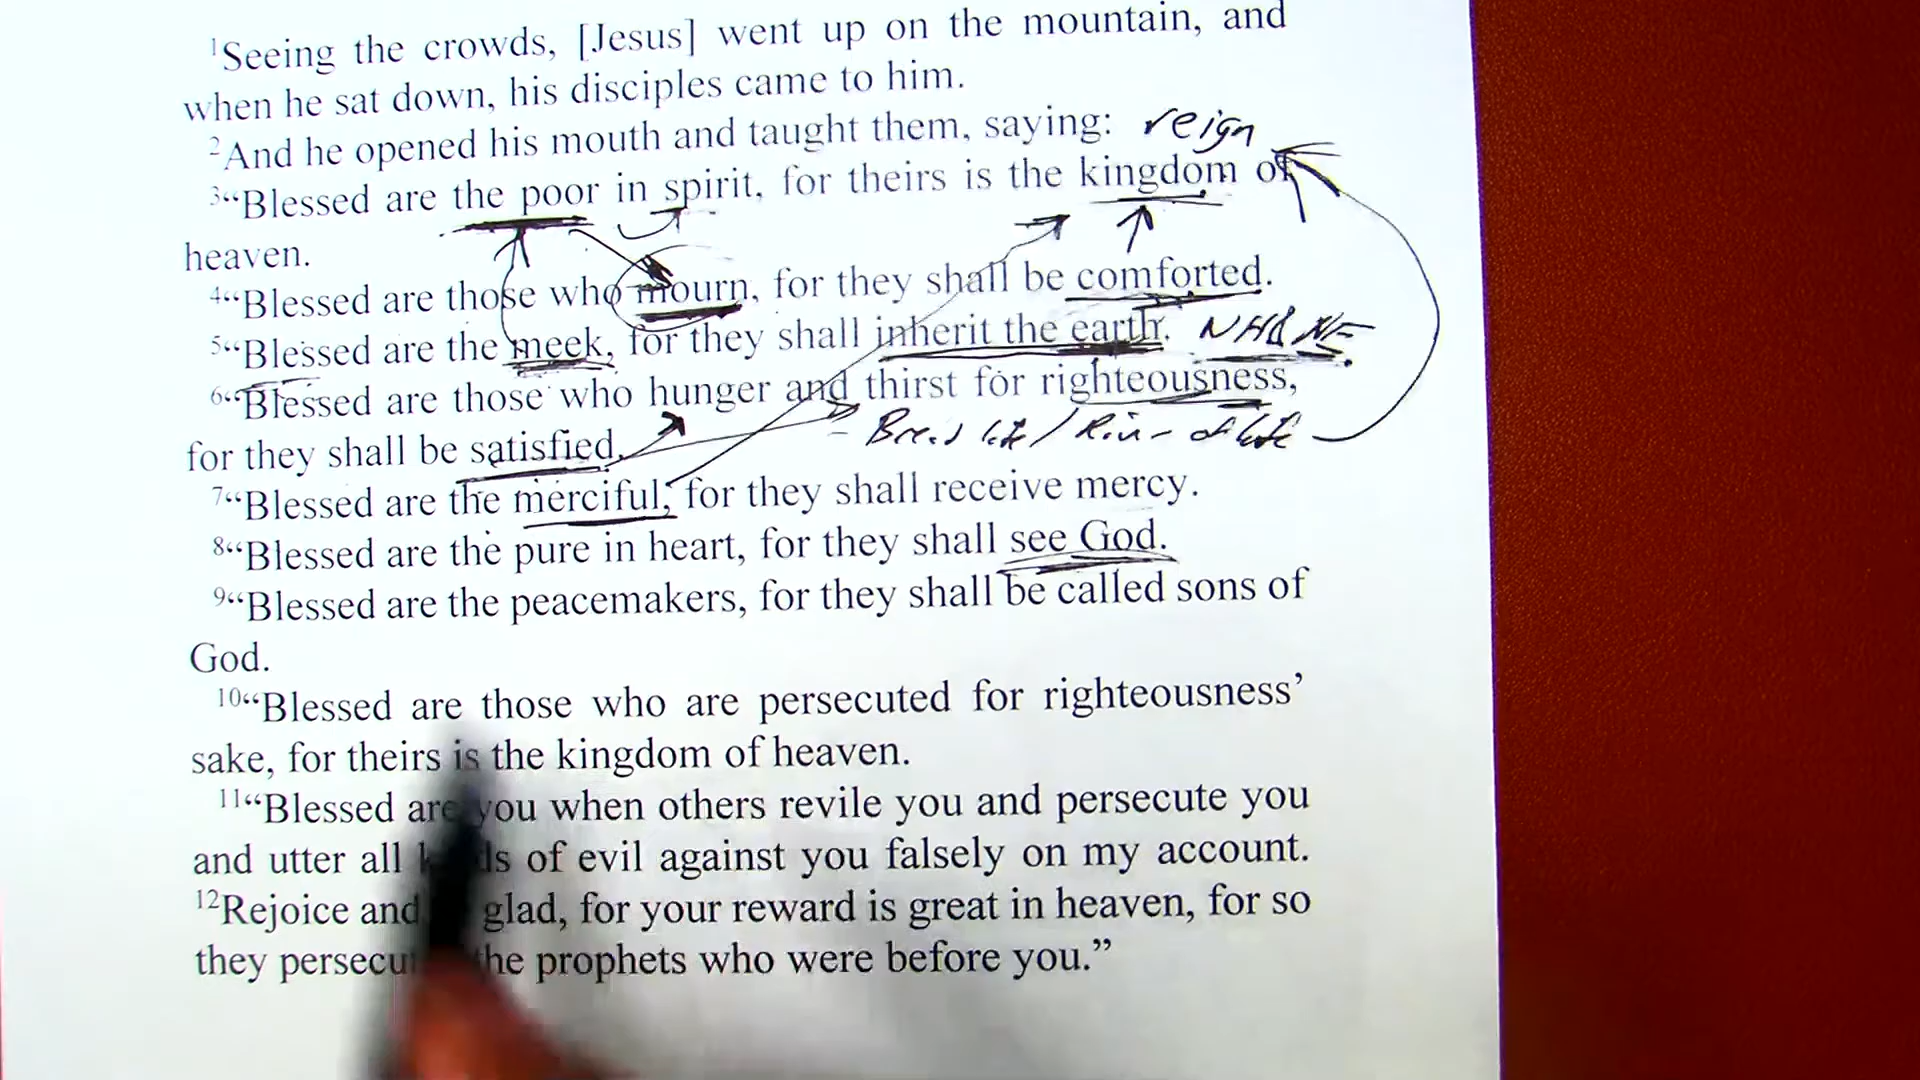 1Seeing the crowds, [Jesus] went up on the mountain, and
when he sat down, his disciples came to him.
2And he opened his mouth and taught them, saying: reign
3“Blessed are the poor in spirit, for theirs is the kingdom of
heaven.
4“Blessed are those who mourn, for they shall be comforted.
5“Blessed are the meek, for they shall inherit the earth. NH& NE
6“Blessed are those who hunger and thirst for righteousness,
for they shall be satisfied.
7“Blessed are the merciful, for they shall receive mercy.
8“Blessed are the pure in heart, for they shall see God.
9“Blessed are the peacemakers, for they shall be called sons of
God.
10“Blessed are those who are persecuted for righteousness’
sake, for theirs is the kingdom of heaven.
11“Blessed are you when others revile you and persecute you
and utter all of evil against you falsely on my account.
12Rejoice and glad, for your reward is great in heaven, for so
they the prophets who were before you.”